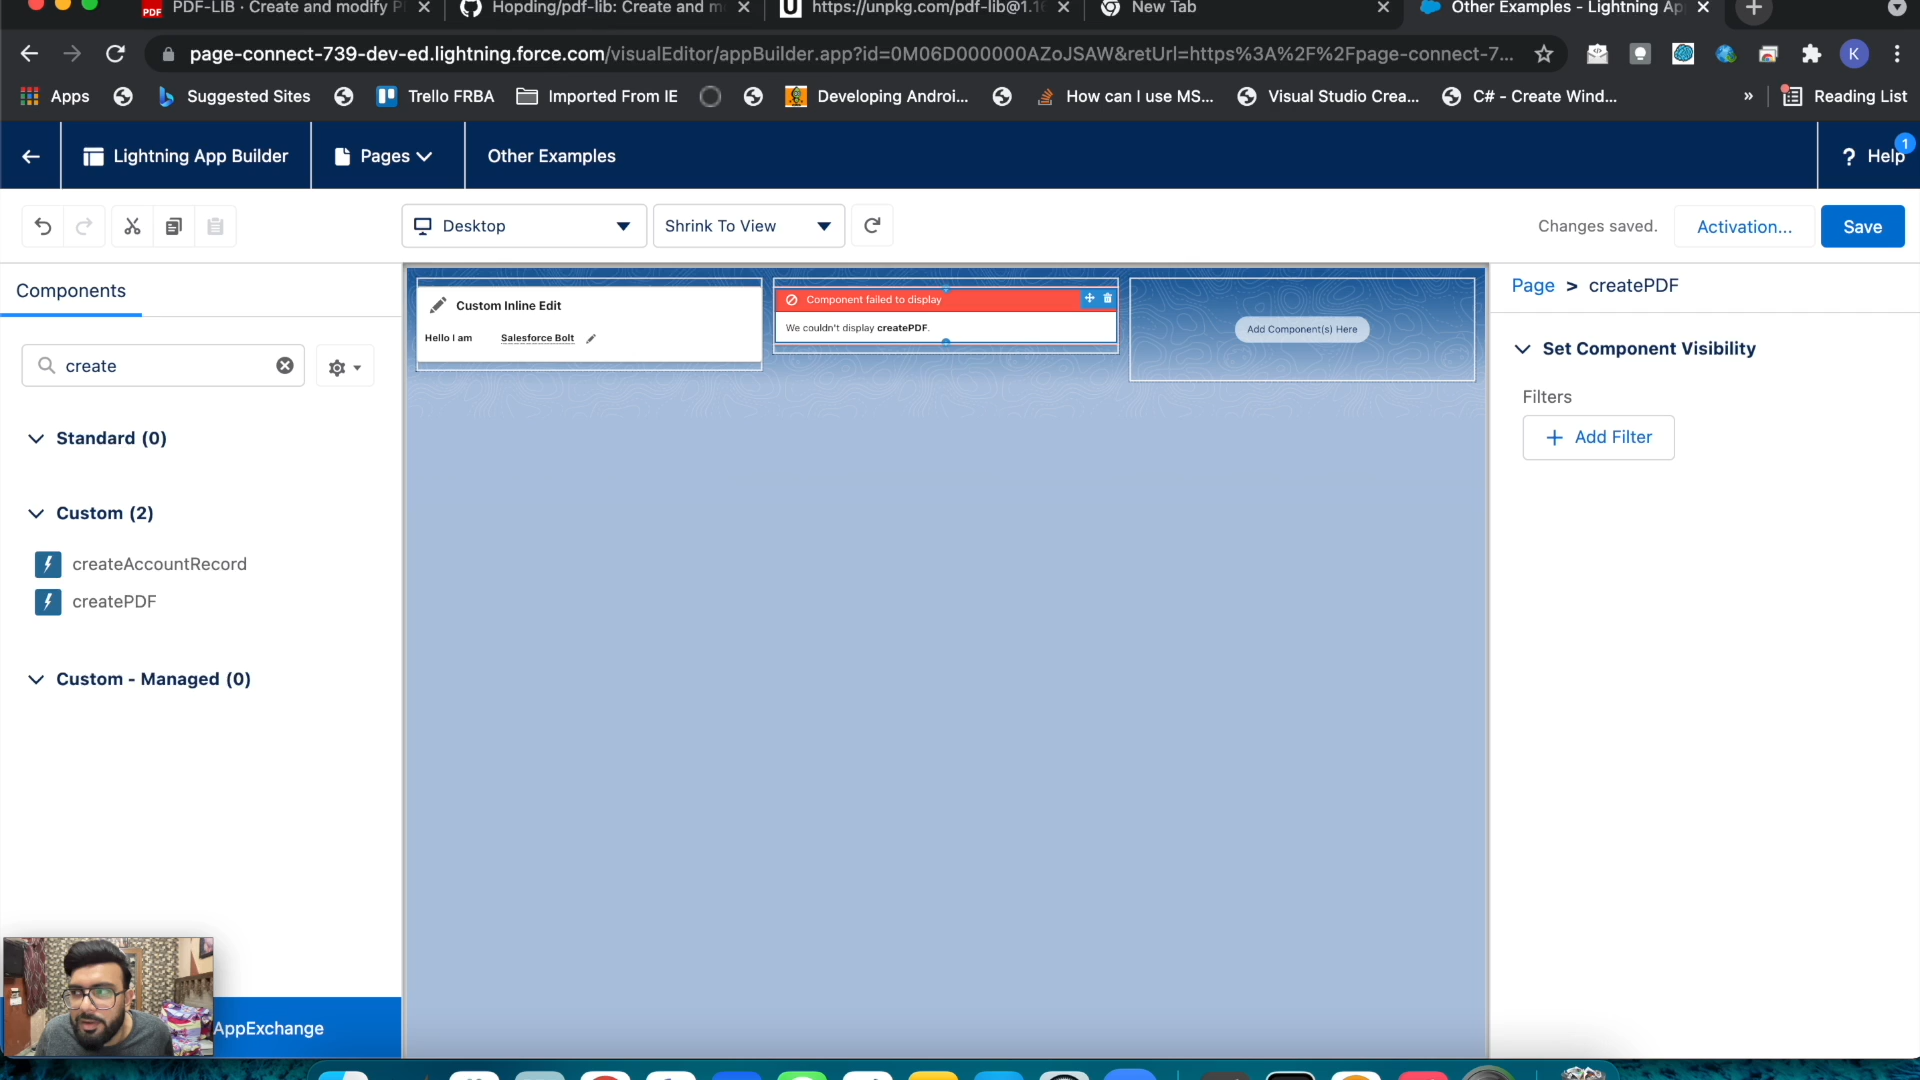 PDF-LIB · Create and modify P
Hopding/pdf-lib: Create and m
https://unpkg.com/pdf-lib@1.1
New Tab
Other Examples - Lightning Ap
page-connect-739-dev-ed.lightning.force.com/visualEditor/appBuilder.app?id=0M06D000000AZoJSAW&retUrl=https%3A%2F%2Fpage-connect-7...
K
Apps
Suggested Sites
Trello FRBA
Imported From IE
Developing Androi...
How can I use MS...
Visual Studio Crea...
C# - Create Wind...
»
Reading List
Lightning App Builder
Pages
Other Examples
? Help
1
Desktop
Shrink To View
Changes saved.
Activation...
Save
Components
create
Standard (0)
Custom (2)
createAccountRecord
createPDF
Custom - Managed (0)
AppExchange
Custom Inline Edit
Hello I am
Salesforce Bolt
Component failed to display
We couldn't display createPDF.
Add Component(s) Here
Page > createPDF
Set Component Visibility
Filters
+ Add Filter